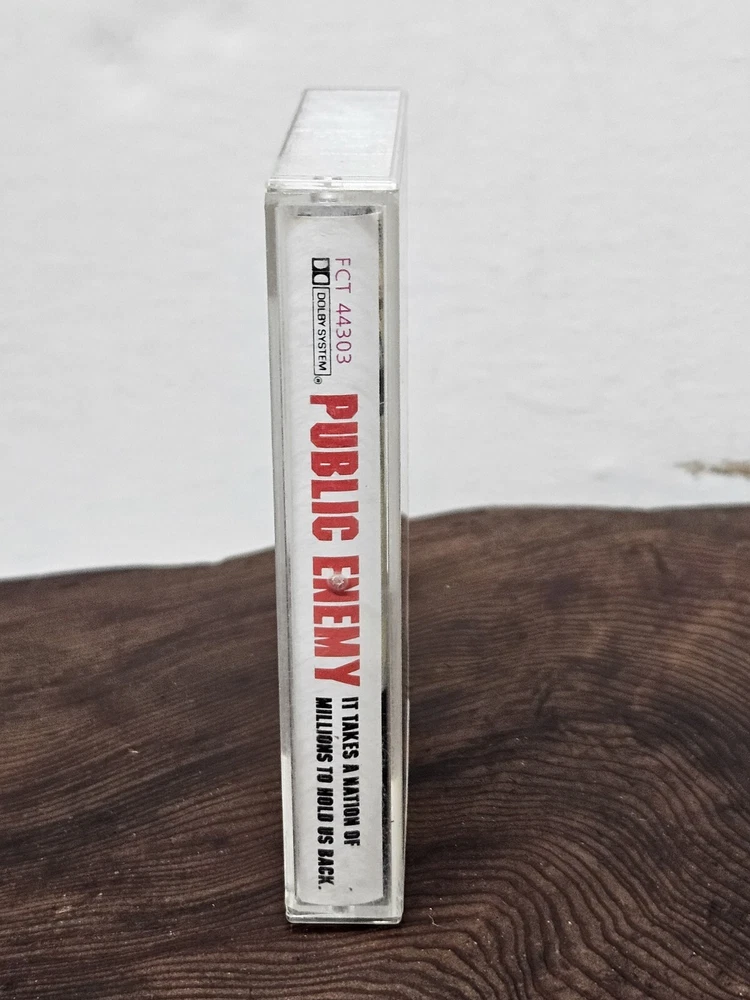 FCT 44303
DOLBY SYSTEM ®
PUBLIC ENEMY
IT TAKES A NATION OF
MILLIONS TO HOLD US BACK.